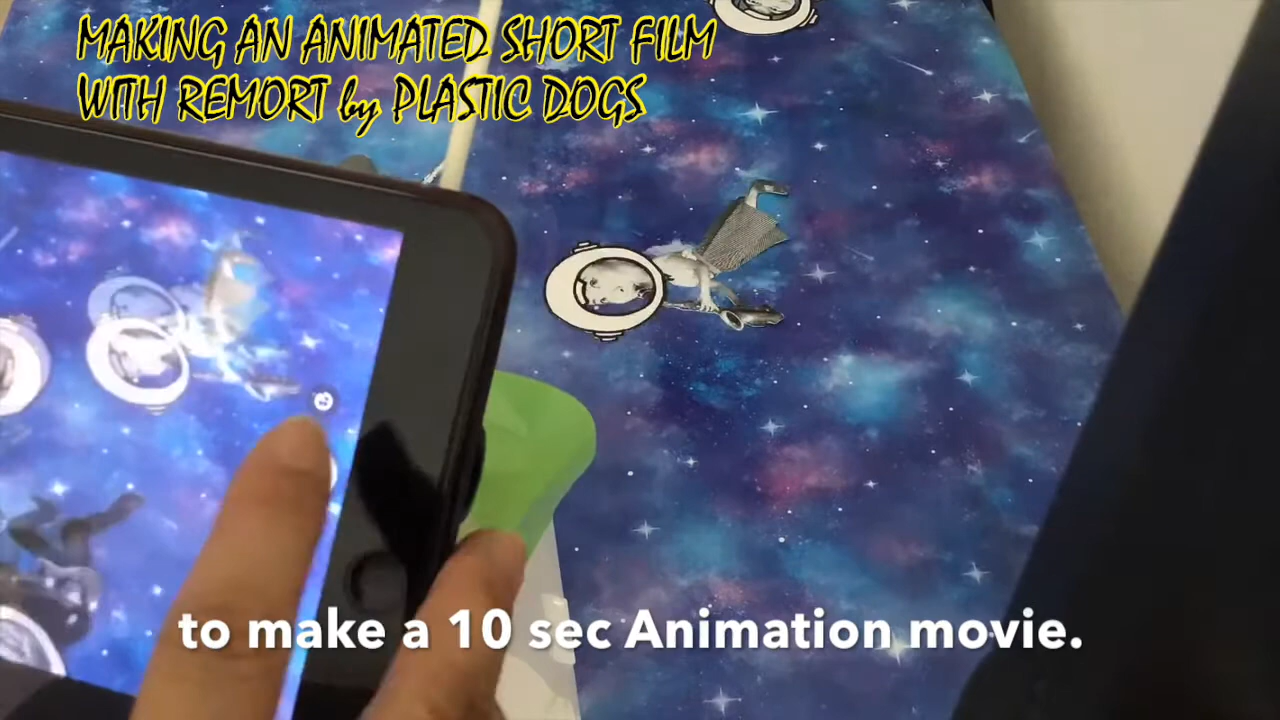 MAKING AN ANIMATED SHORT FILM
WITH REMORT by PLASTIC DOGS
to make a 10 sec Animation movie.